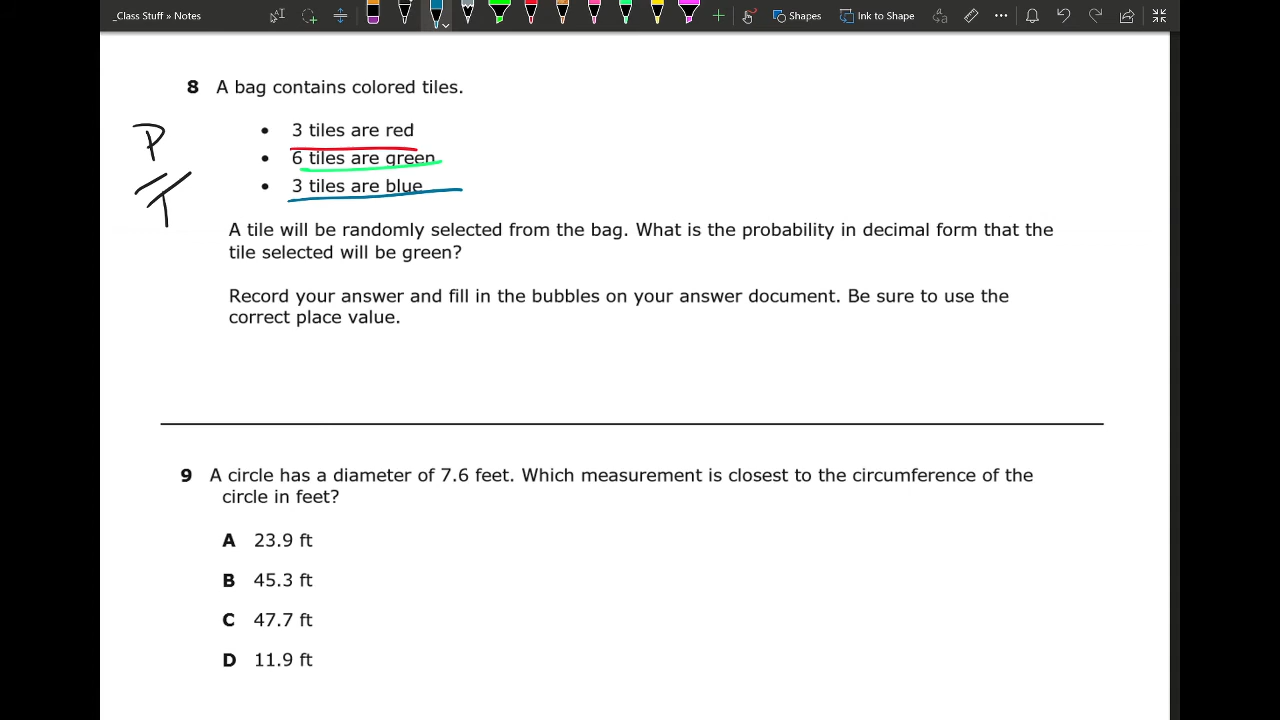 _Class Stuff » Notes
Shapes
Ink to Shape
8 A bag contains colored tiles.
P
T
• 3 tiles are red
• 6 tiles are green
• 3 tiles are blue
A tile will be randomly selected from the bag. What is the probability in decimal form that the
tile selected will be green?
Record your answer and fill in the bubbles on your answer document. Be sure to use the
correct place value.
9 A circle has a diameter of 7.6 feet. Which measurement is closest to the circumference of the
circle in feet?
A 23.9 ft
B 45.3 ft
C 47.7 ft
D 11.9 ft